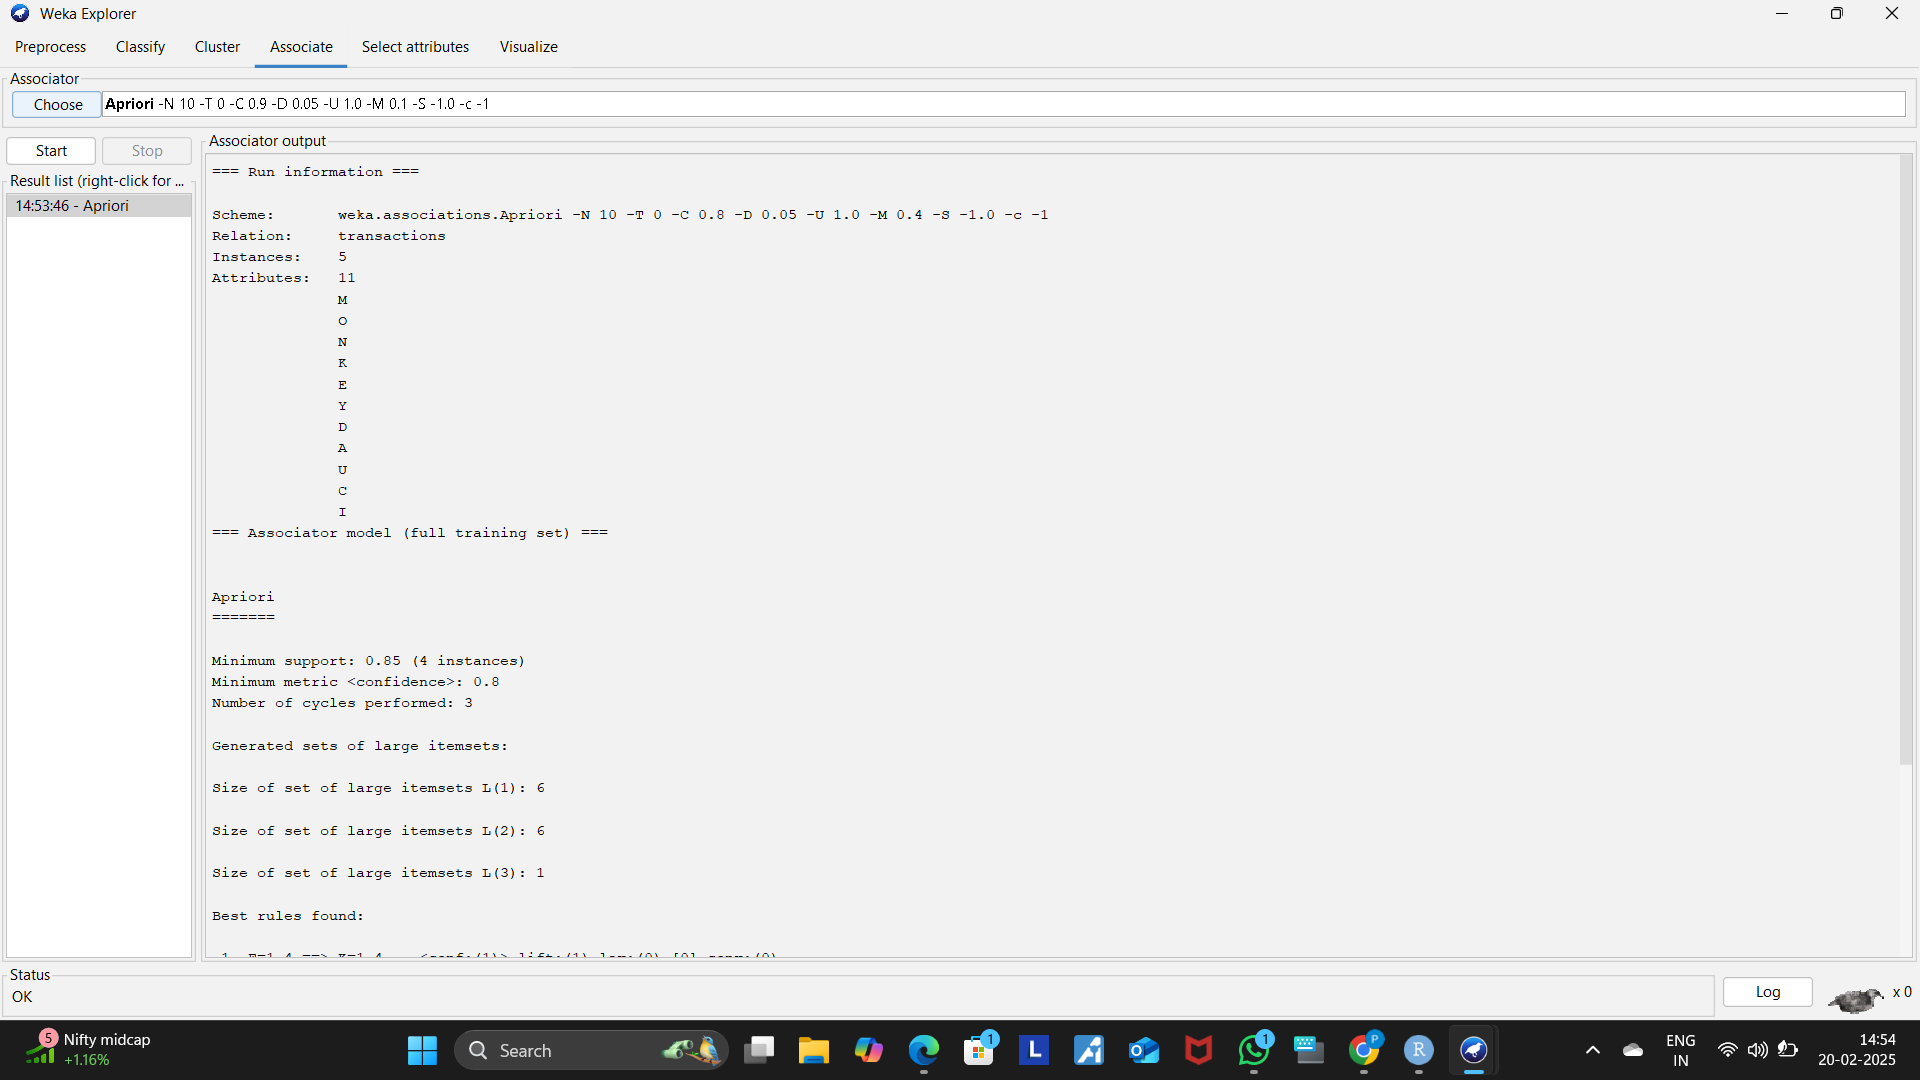 Weka Explorer
Preprocess Classify Cluster Associate Select attributes Visualize
Associator
Choose Apriori -N 10 -T 0 -C 0.9 -D 0.05 -U 1.0 -M 0.1 -S -1.0 -c -1
Start Stop
Result list (right-click for ...
14:53:46 - Apriori
Associator output
=== Run information ===
Scheme: weka.associations.Apriori -N 10 -T 0 -C 0.8 -D 0.05 -U 1.0 -M 0.4 -S -1.0 -c -1
Relation: transactions
Instances: 5
Attributes: 11
M
O
N
K
E
Y
D
A
U
C
I
=== Associator model (full training set) ===
Apriori
=======
Minimum support: 0.85 (4 instances)
Minimum metric <confidence>: 0.8
Number of cycles performed: 3
Generated sets of large itemsets:
Size of set of large itemsets L(1): 6
Size of set of large itemsets L(2): 6
Size of set of large itemsets L(3): 1
Best rules found:
Status
OK
Log
x 0
5
Nifty midcap
+1.16%
Search
1
L
1
P
R
ENG
IN
14:54
20-02-2025